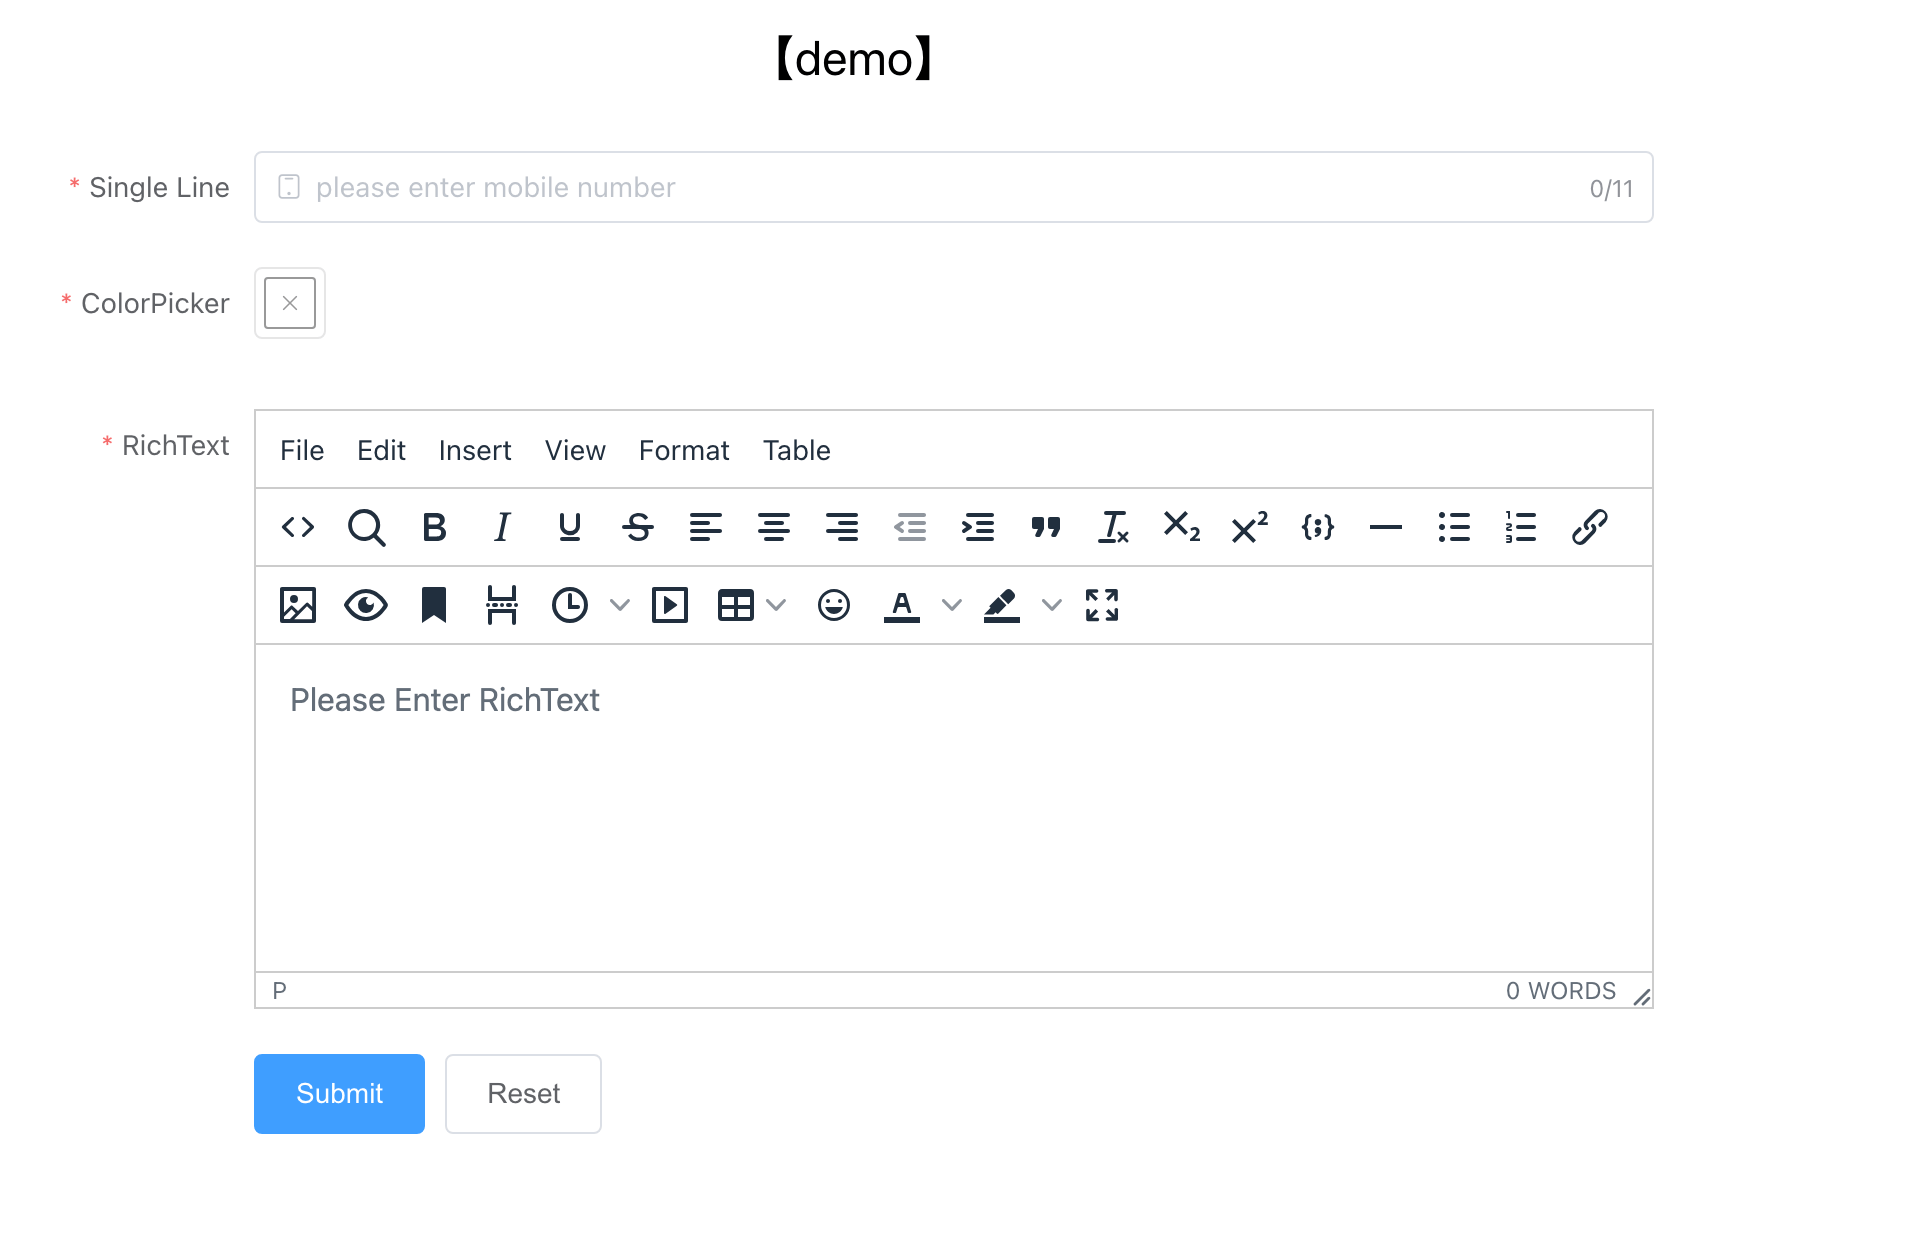 【demo】
* Single Line
please enter mobile number
0/11
* ColorPicker
* RichText
File Edit Insert View Format Table
Please Enter RichText
P
0 WORDS
Submit Reset